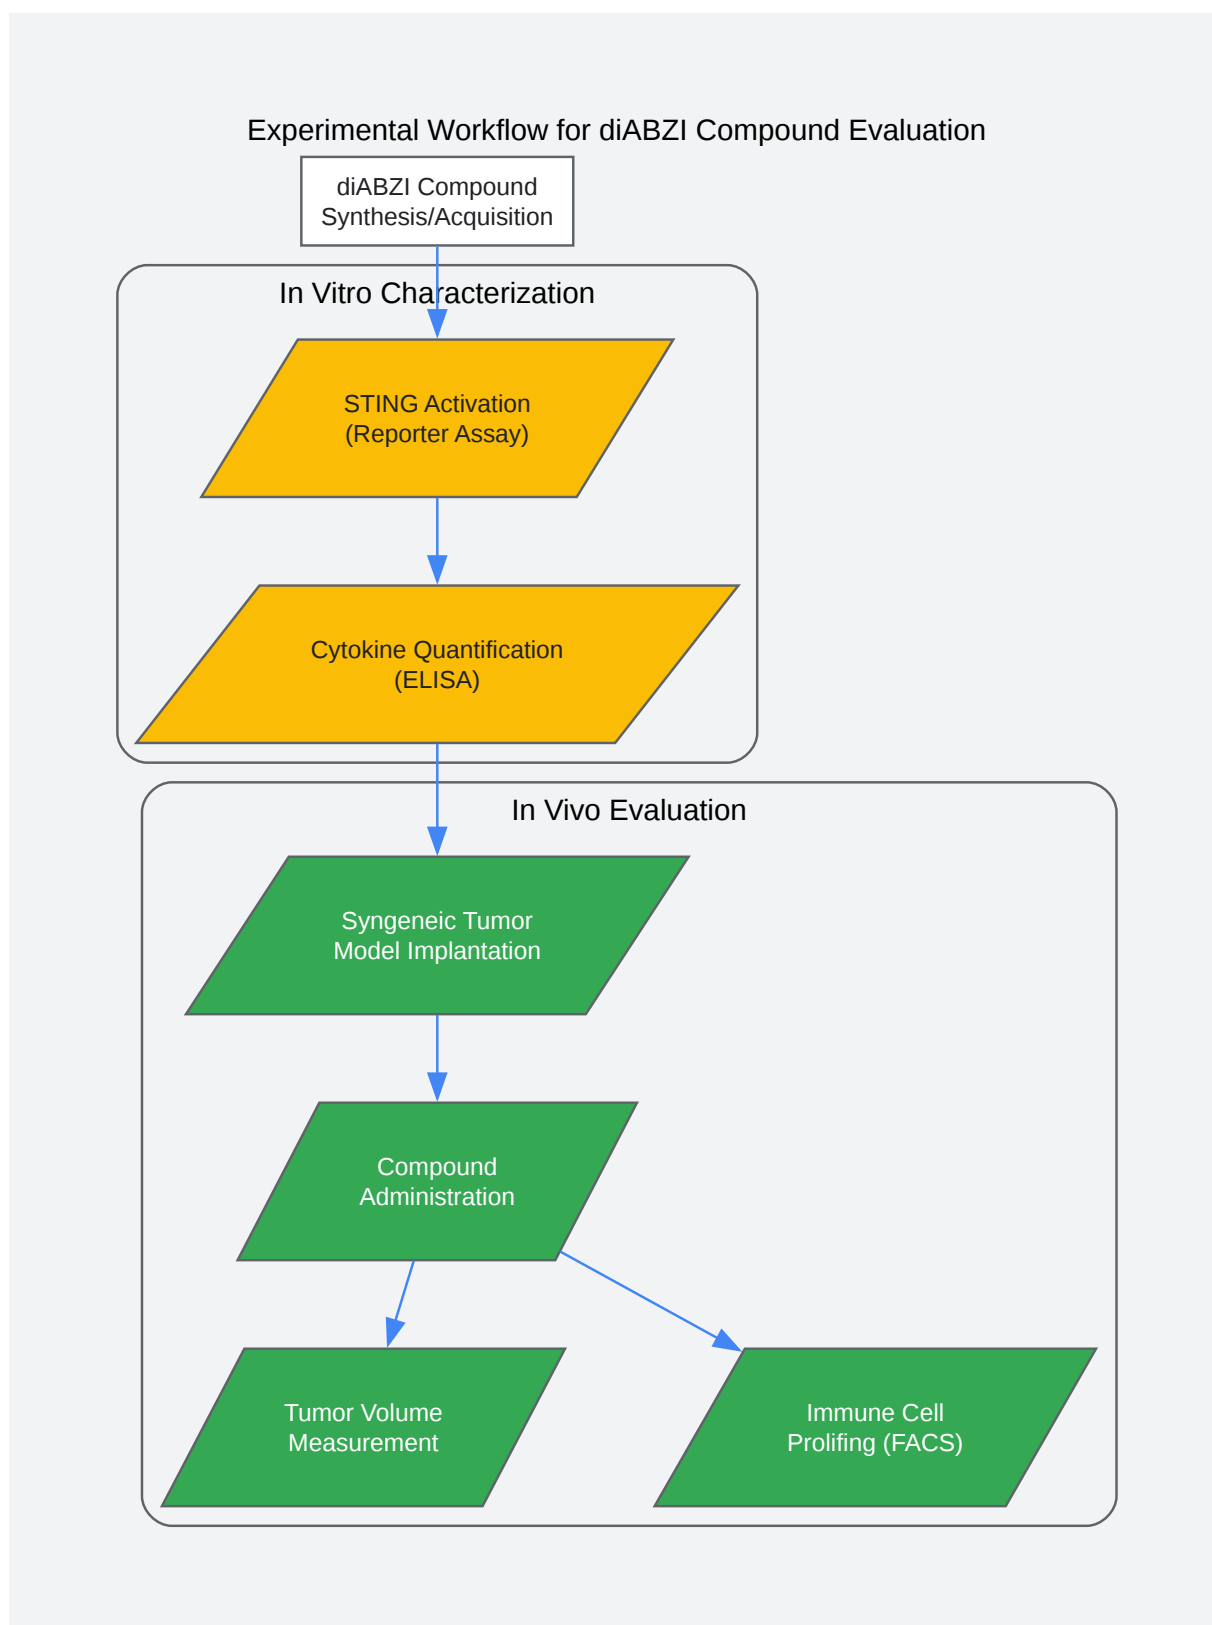 Experimental Workflow for diABZI Compound Evaluation
diABZI Compound
Synthesis/Acquisition
In Vitro Characterization
STING Activation
(Reporter Assay)
Cytokine Quantification
(ELISA)
In Vivo Evaluation
Syngeneic Tumor
Model Implantation
Compound
Administration
Tumor Volume
Measurement
Immune Cell
Prolifing (FACS)